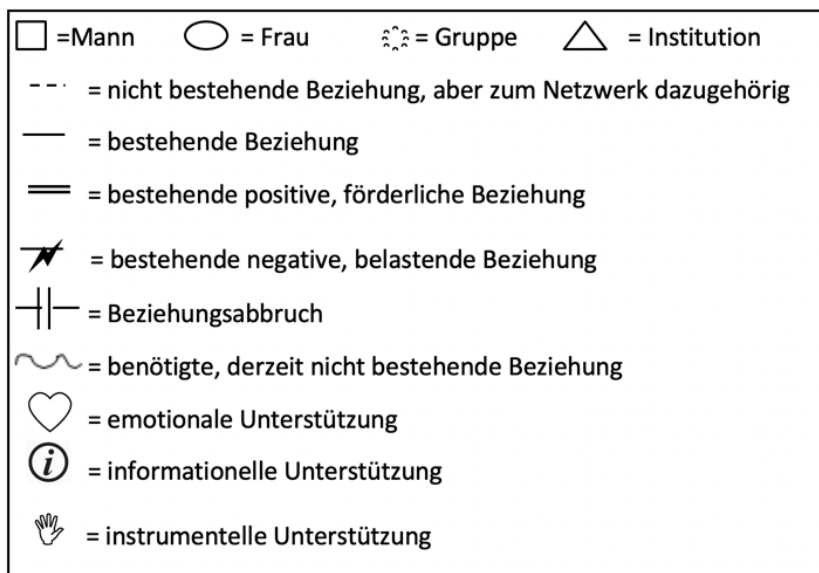 =Mann = Frau = Gruppe = Institution
= nicht bestehende Beziehung, aber zum Netzwerk dazugehörig
= bestehende Beziehung
= bestehende positive, förderliche Beziehung
= bestehende negative, belastende Beziehung
= Beziehungsabbruch
= benötigte, derzeit nicht bestehende Beziehung
= emotionale Unterstützung
i = informationelle Unterstützung
= instrumentelle Unterstützung